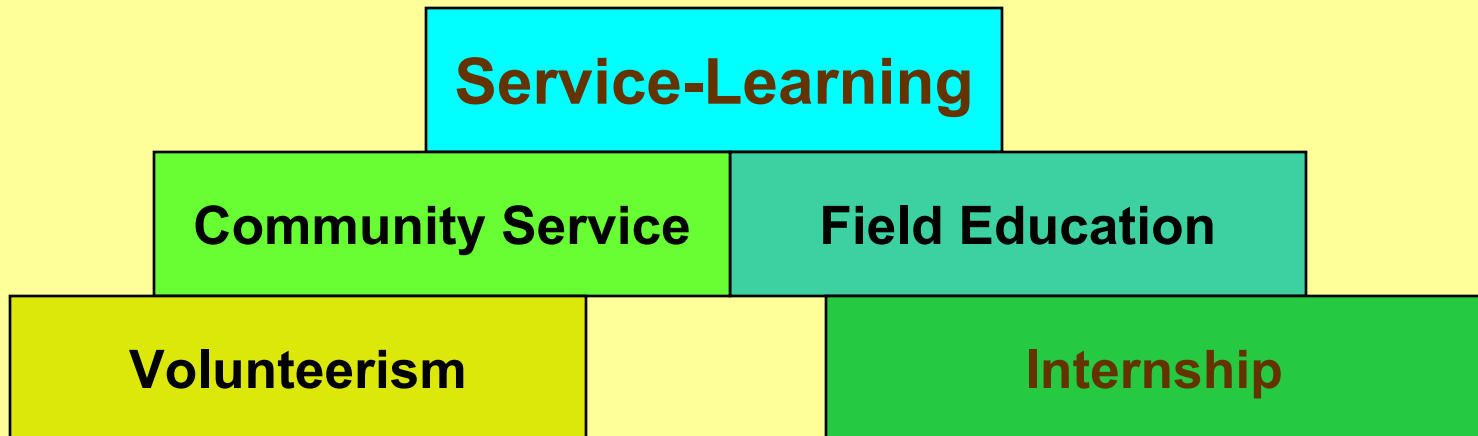 Service-Learning
Community Service
Field Education
Volunteerism
Internship